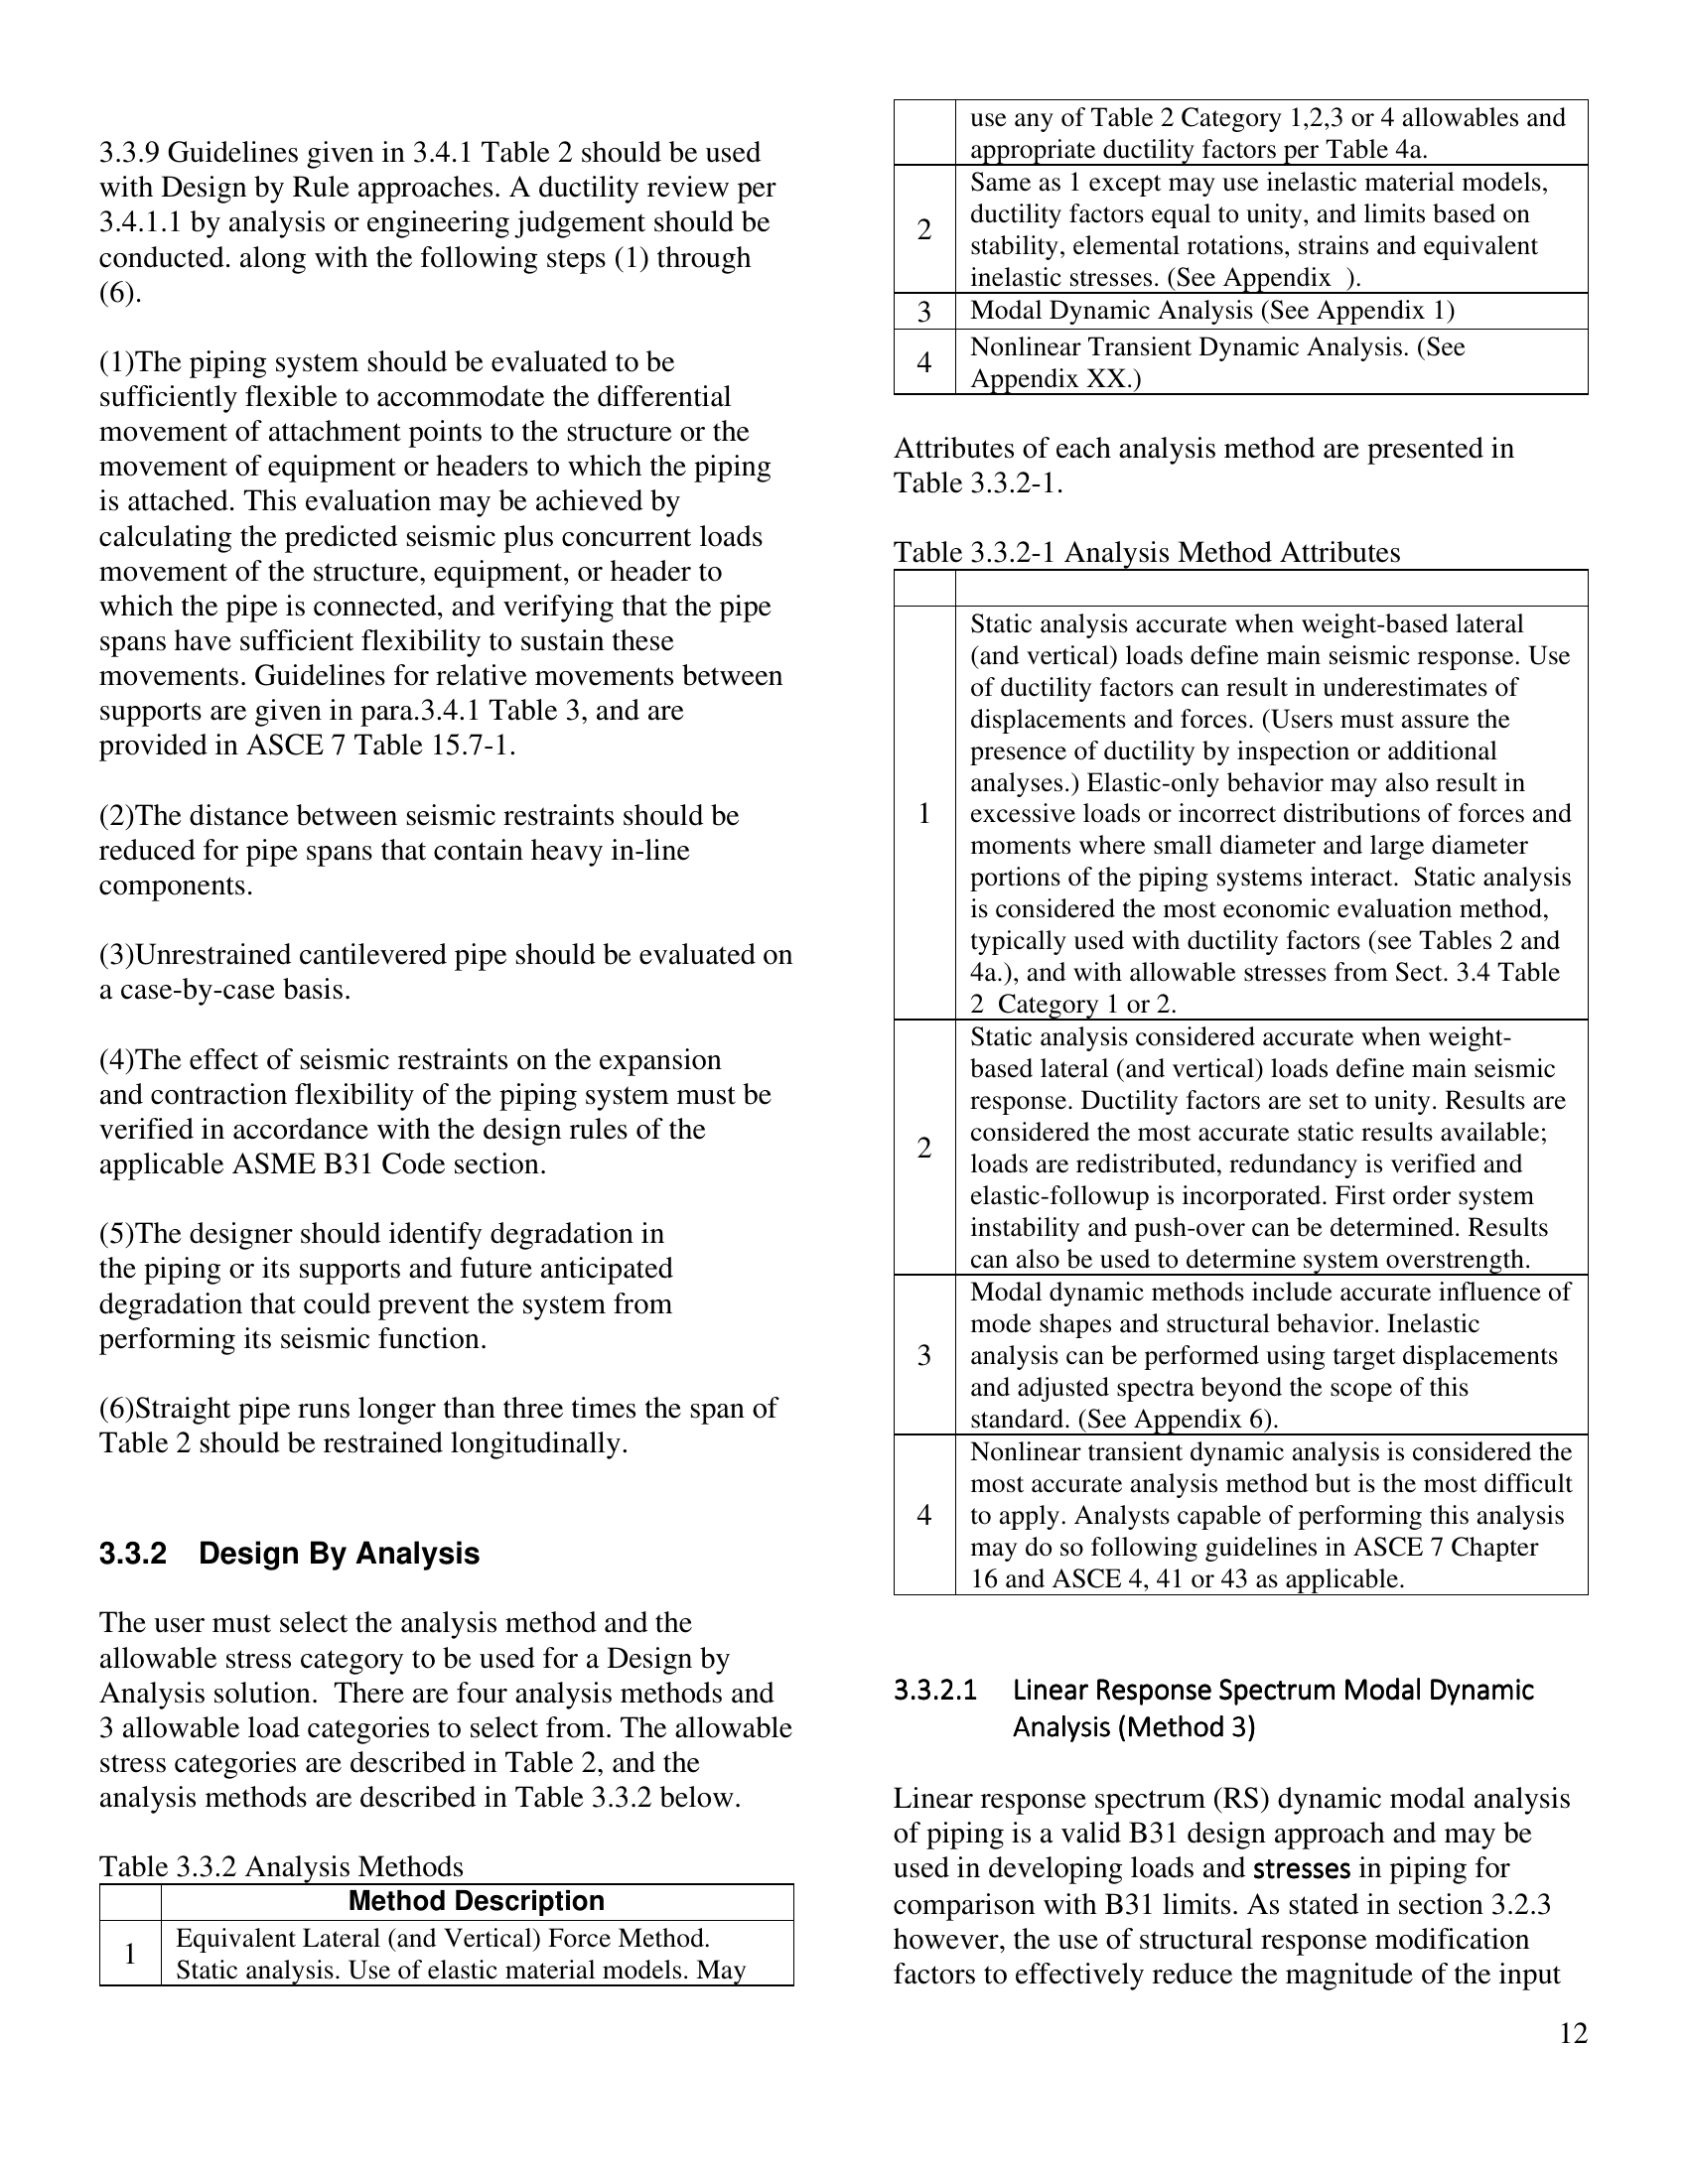 3.3.9 Guidelines given in 3.4.1 Table 2 should be used
with Design by Rule approaches. A ductility review per
3.4.1.1 by analysis or engineering judgement should be
conducted. along with the following steps (1) through
(6).
(1)The piping system should be evaluated to be
sufficiently flexible to accommodate the differential
movement of attachment points to the structure or the
movement of equipment or headers to which the piping
is attached. This evaluation may be achieved by
calculating the predicted seismic plus concurrent loads
movement of the structure, equipment, or header to
which the pipe is connected, and verifying that the pipe
spans have sufficient flexibility to sustain these
movements. Guidelines for relative movements between
supports are given in para.3.4.1 Table 3, and are
provided in ASCE 7 Table 15.7-1.
(2)The distance between seismic restraints should be
reduced for pipe spans that contain heavy in-line
components.
(3)Unrestrained cantilevered pipe should be evaluated on
a case-by-case basis.
(4)The effect of seismic restraints on the expansion
and contraction flexibility of the piping system must be
verified in accordance with the design rules of the
applicable ASME B31 Code section.
(5)The designer should identify degradation in
the piping or its supports and future anticipated
degradation that could prevent the system from
performing its seismic function.
(6)Straight pipe runs longer than three times the span of
Table 2 should be restrained longitudinally.
3.3.2 Design By Analysis
The user must select the analysis method and the
allowable stress category to be used for a Design by
Analysis solution.  There are four analysis methods and
3 allowable load categories to select from. The allowable
stress categories are described in Table 2, and the
analysis methods are described in Table 3.3.2 below.
Table 3.3.2 Analysis Methods
Method Description
1
Equivalent Lateral (and Vertical) Force Method.
Static analysis. Use of elastic material models. May
use any of Table 2 Category 1,2,3 or 4 allowables and
appropriate ductility factors per Table 4a.
2
Same as 1 except may use inelastic material models,
ductility factors equal to unity, and limits based on
stability, elemental rotations, strains and equivalent
inelastic stresses. (See Appendix  ).
3
Modal Dynamic Analysis (See Appendix 1)
4
Nonlinear Transient Dynamic Analysis. (See
Appendix XX.)
Attributes of each analysis method are presented in
Table 3.3.2-1.
Table 3.3.2-1 Analysis Method Attributes
1
Static analysis accurate when weight-based lateral
(and vertical) loads define main seismic response. Use
of ductility factors can result in underestimates of
displacements and forces. (Users must assure the
presence of ductility by inspection or additional
analyses.) Elastic-only behavior may also result in
excessive loads or incorrect distributions of forces and
moments where small diameter and large diameter
portions of the piping systems interact.  Static analysis
is considered the most economic evaluation method,
typically used with ductility factors (see Tables 2 and
4a.), and with allowable stresses from Sect. 3.4 Table
2  Category 1 or 2.
2
Static analysis considered accurate when weight-
based lateral (and vertical) loads define main seismic
response. Ductility factors are set to unity. Results are
considered the most accurate static results available;
loads are redistributed, redundancy is verified and
elastic-followup is incorporated. First order system
instability and push-over can be determined. Results
can also be used to determine system overstrength.
3
Modal dynamic methods include accurate influence of
mode shapes and structural behavior. Inelastic
analysis can be performed using target displacements
and adjusted spectra beyond the scope of this
standard. (See Appendix 6).
4
Nonlinear transient dynamic analysis is considered the
most accurate analysis method but is the most difficult
to apply. Analysts capable of performing this analysis
may do so following guidelines in ASCE 7 Chapter
16 and ASCE 4, 41 or 43 as applicable.
3.3.2.1 Linear Response Spectrum Modal Dynamic
Analysis (Method 3)
Linear response spectrum (RS) dynamic modal analysis
of piping is a valid B31 design approach and may be
used in developing loads and stresses in piping for
comparison with B31 limits. As stated in section 3.2.3
however, the use of structural response modification
factors to effectively reduce the magnitude of the input
12